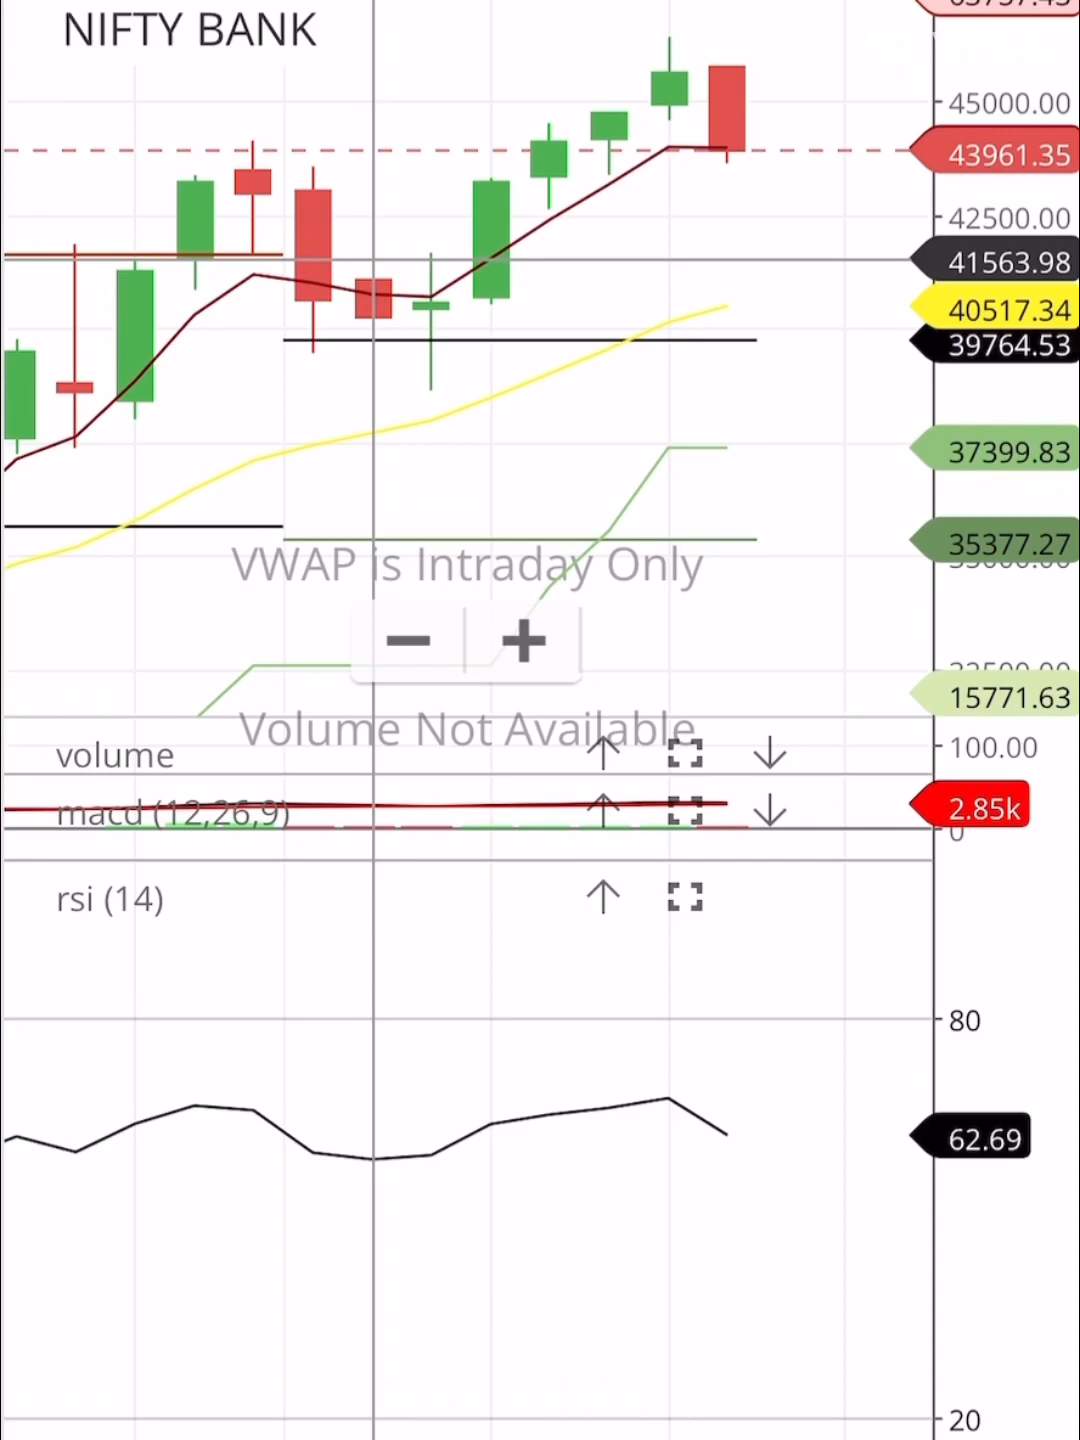 NIFTY BANK
45000.00
43961.35
42500.00
41563.98
40517.34
39764.53
37399.83
35377.27
VWAP is Intraday Only
15771.63
Volume Not Available
volume
100.00
macd (12,26,9)
2.85k
0
rsi (14)
80
62.69
20